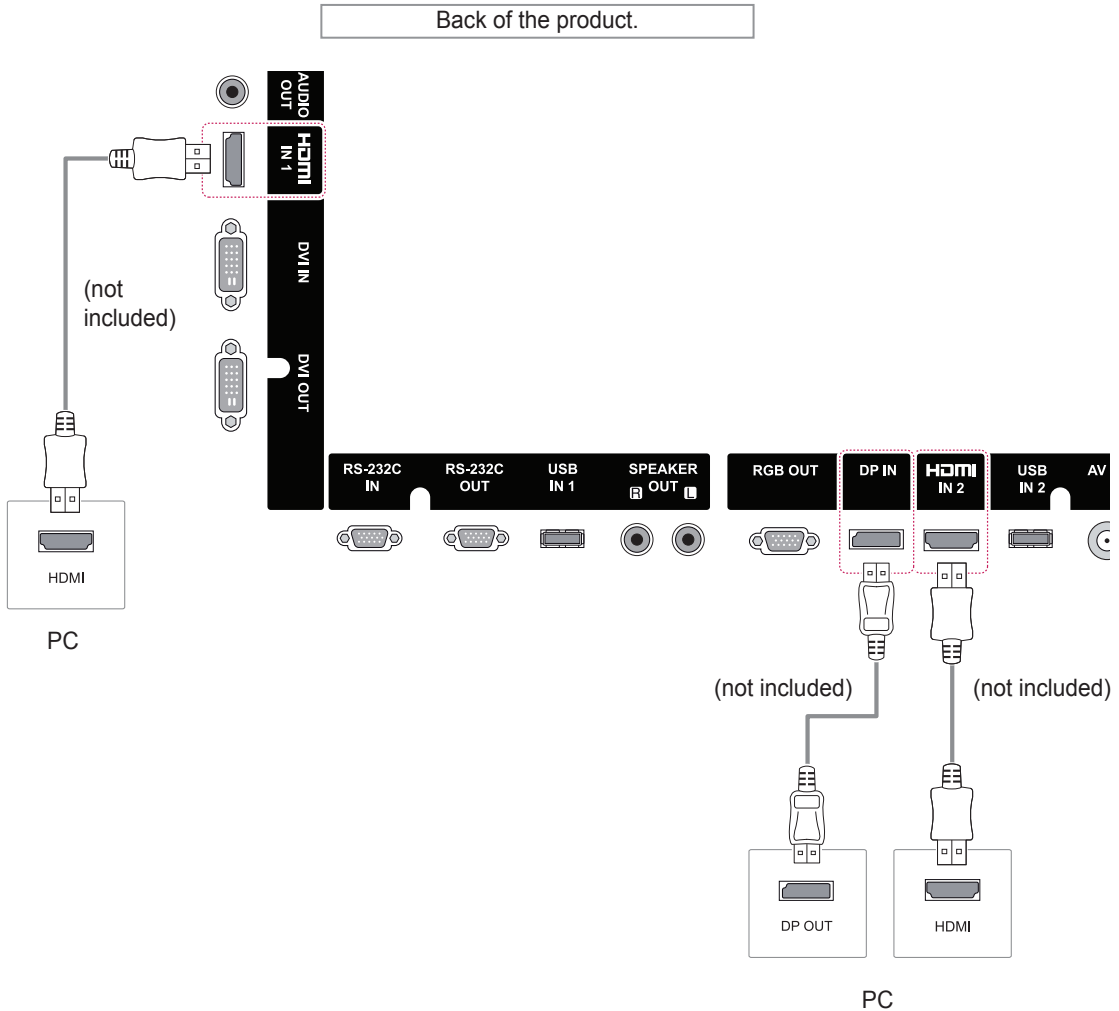 Back of the product.
AUDIO
OUT
HDMI
IN 1
DVI IN
(not
included)
DVI OUT
RS-232C
IN
RS-232C
OUT
USB
IN 1
SPEAKER
R OUT L
RGB OUT
DP IN
HDMI
IN 2
USB
IN 2
AV
HDMI
PC
(not included)
(not included)
DP OUT
HDMI
PC